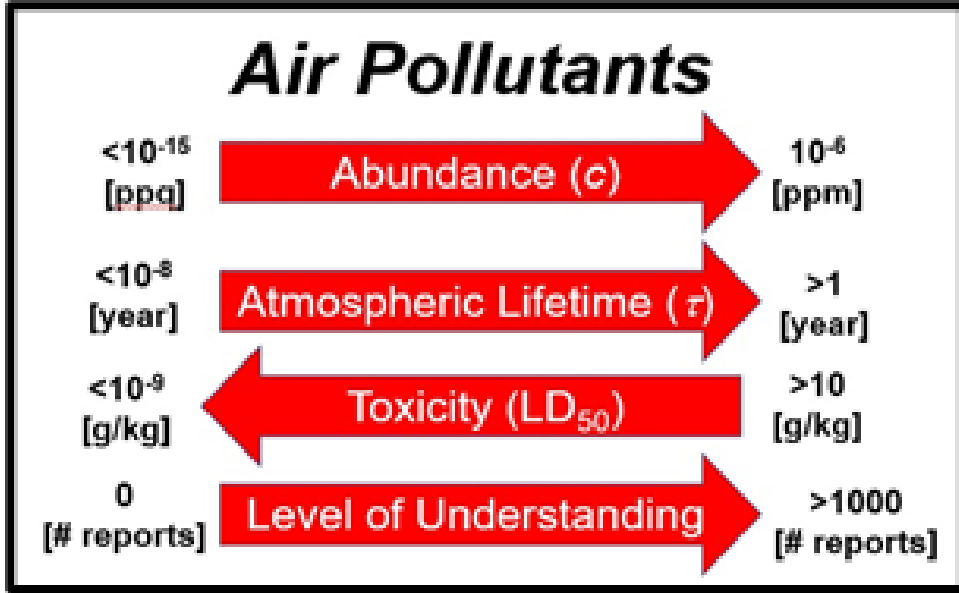 Air Pollutants
<10⁻¹⁵
[ppq]
Abundance (c)
10⁻⁶
[ppm]
<10⁻⁸
[year]
Atmospheric Lifetime (τ)
>1
[year]
<10⁻⁹
[g/kg]
Toxicity (LD₅₀)
>10
[g/kg]
0
[# reports]
Level of Understanding
>1000
[# reports]